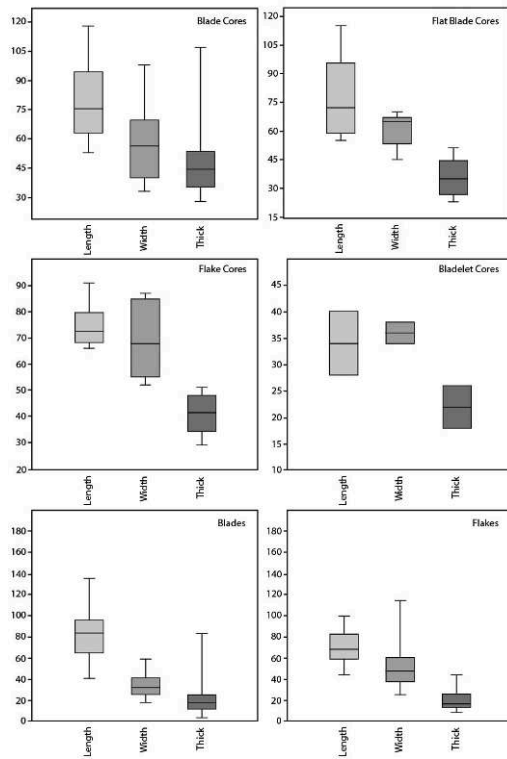 Blade Cores
120
105
90
75
60
45
30
Length
Width
Thick
Flat Blade Cores
120
105
90
75
60
45
30
15
Length
Width
Thick
Flake Cores
90
80
70
60
50
40
30
20
Length
Width
Thick
Bladelet Cores
45
40
35
30
25
20
15
10
Length
Width
Thick
Blades
180
160
140
120
100
80
60
40
20
0
Length
Width
Thick
Flakes
180
160
140
120
100
80
60
40
20
0
Length
Width
Thick